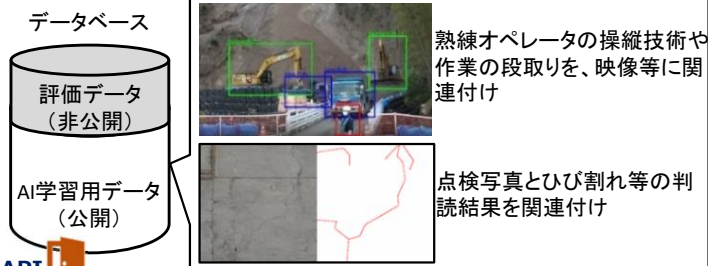 データベース
評価データ
（非公開）
AI学習用データ
（公開）
API
熟練オペレータの操縦技術や
作業の段取りを、映像等に関
連付け
点検写真とひび割れ等の判
読結果を関連付け